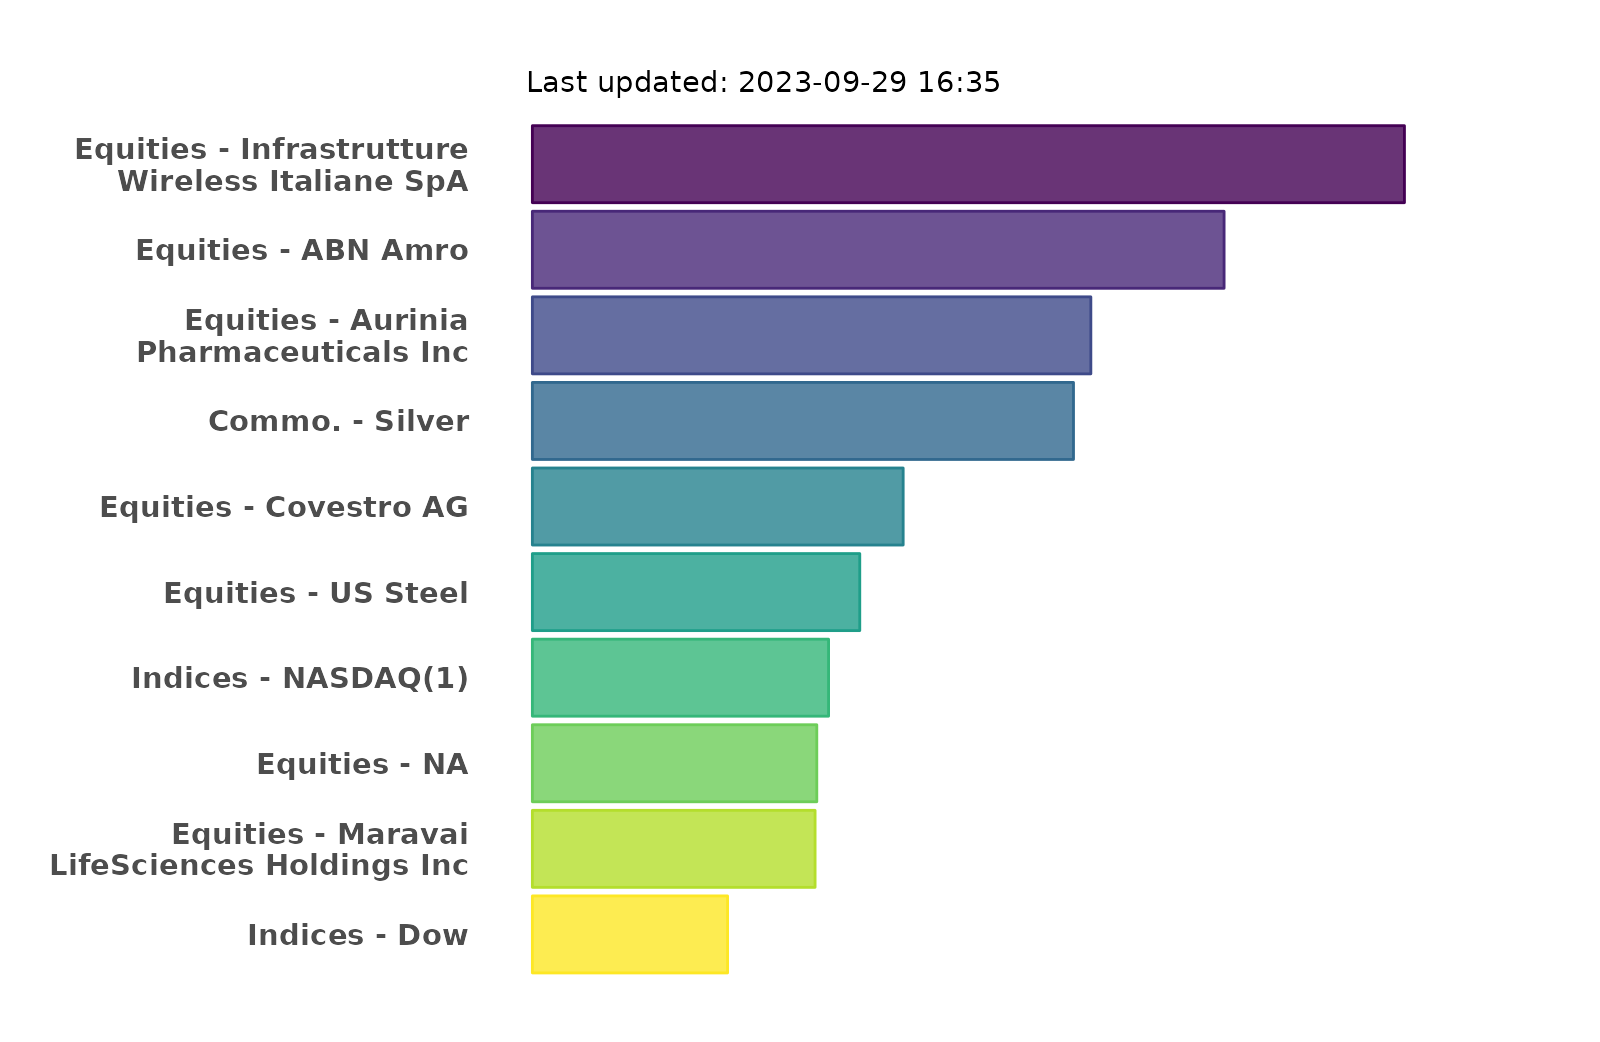 Last updated: 2023-09-29 16:35
Equities - Infrastrutture
Wireless Italiane SpA
Equities - ABN Amro
Equities - Aurinia
Pharmaceuticals Inc
Commo. - Silver
Equities - Covestro AG
Equities - US Steel
Indices - NASDAQ(1)
Equities - NA
Equities - Maravai
LifeSciences Holdings Inc
Indices - Dow